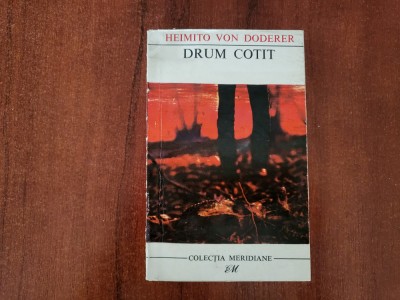 HEIMITO VON DODERER
DRUM COTIT
COLECȚIA MERIDIANE
EM